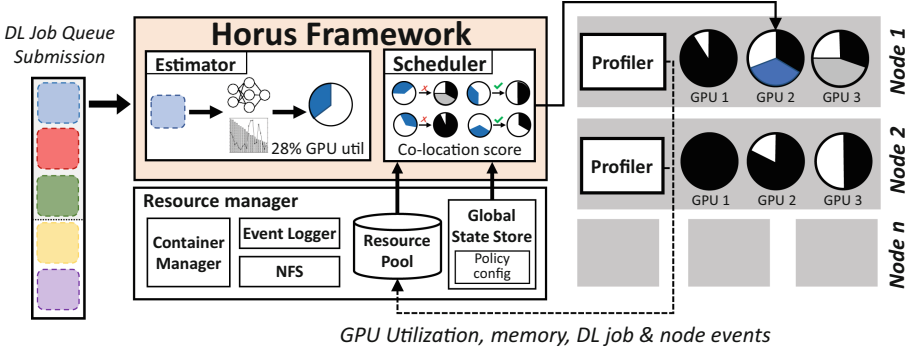 DL Job Queue
Submission
Horus Framework
Estimator
28% GPU util
Scheduler
Co-location score
Resource manager
Container
Manager
Event Logger
NFS
Resource
Pool
Global
State Store
Policy
config
Profiler
GPU 1
GPU 2
GPU 3
Node 1
Profiler
GPU 1
GPU 2
GPU 3
Node 2
Node n
GPU Utilization, memory, DL job & node events